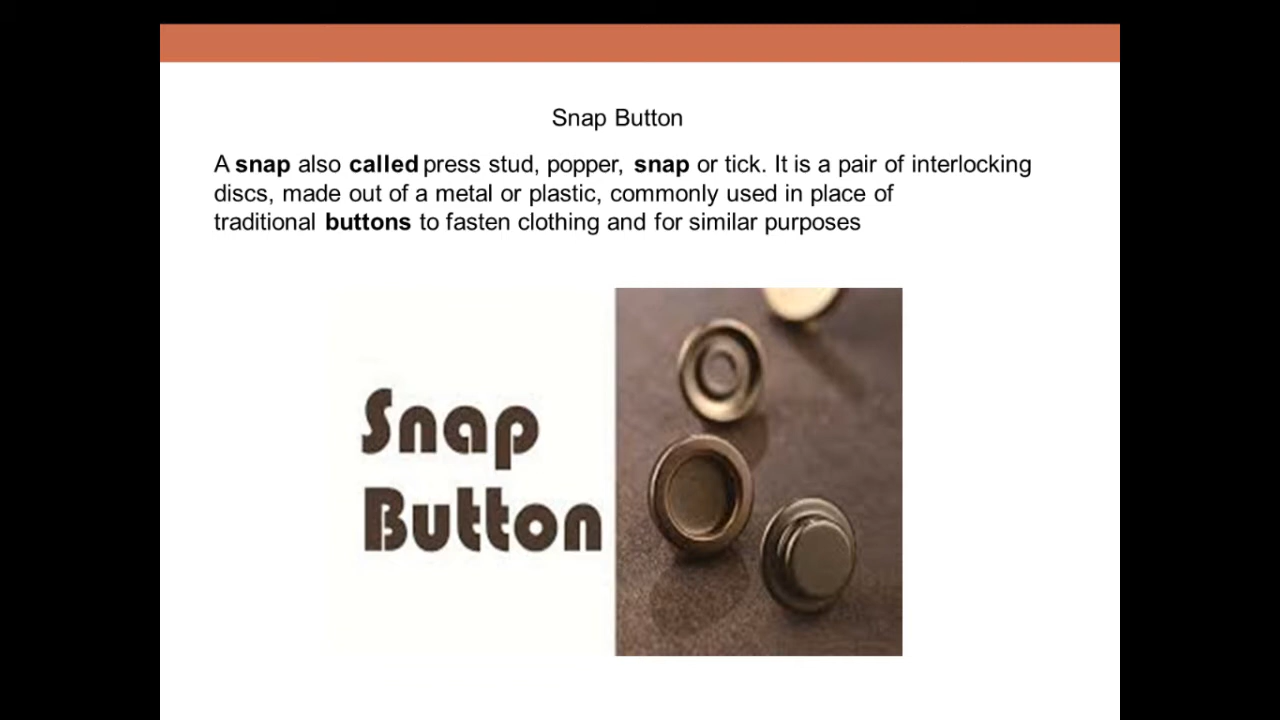 Snap Button
A snap also called press stud, popper, snap or tick. It is a pair of interlocking
discs, made out of a metal or plastic, commonly used in place of
traditional buttons to fasten clothing and for similar purposes
Snap
Button